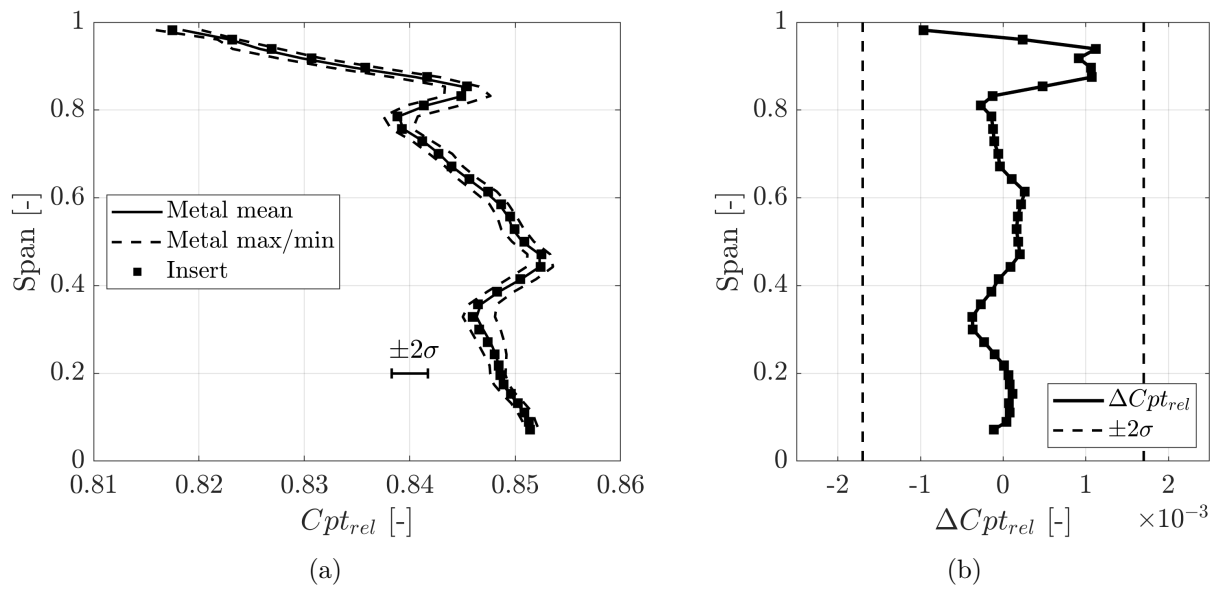 1
0.8
0.6
0.4
0.2
0
Span [-]
Metal mean
Metal max/min
Insert
±2σ
0.81 0.82 0.83 0.84 0.85 0.86
Cpt_rel [-]
(a)
1
0.8
0.6
0.4
0.2
0
Span [-]
ΔCpt_rel
±2σ
-2 -1 0 1 2
ΔCpt_rel [-] ×10⁻³
(b)